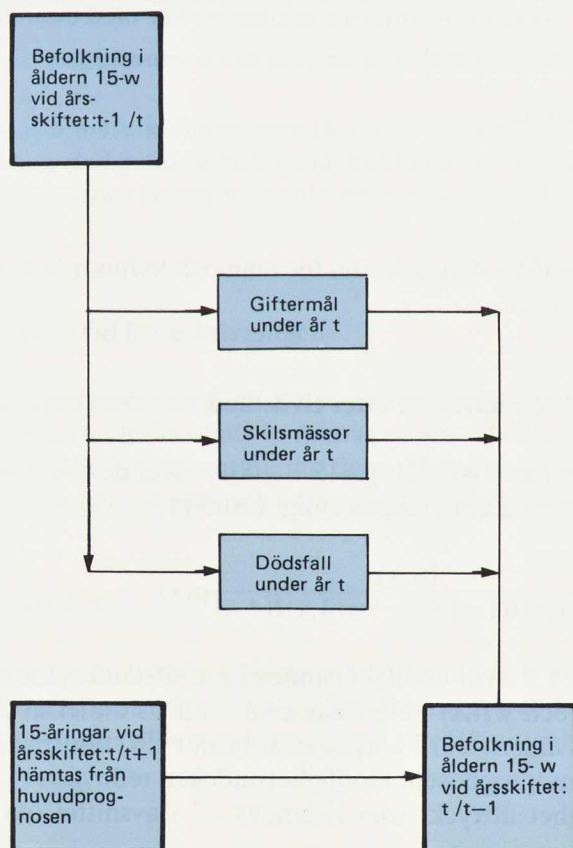 Befolkning i
åldern 15-w
vid års-
skiftet:t-1 /t
Giftermål
under år t
Skilsmässor
under år t
Dödsfall
under år t
15-åringar vid
årsskiftet:t/t+1
hämtas från
huvudprog-
nosen
Befolkning i
åldern 15- w
vid årsskiftet:
t /t—1